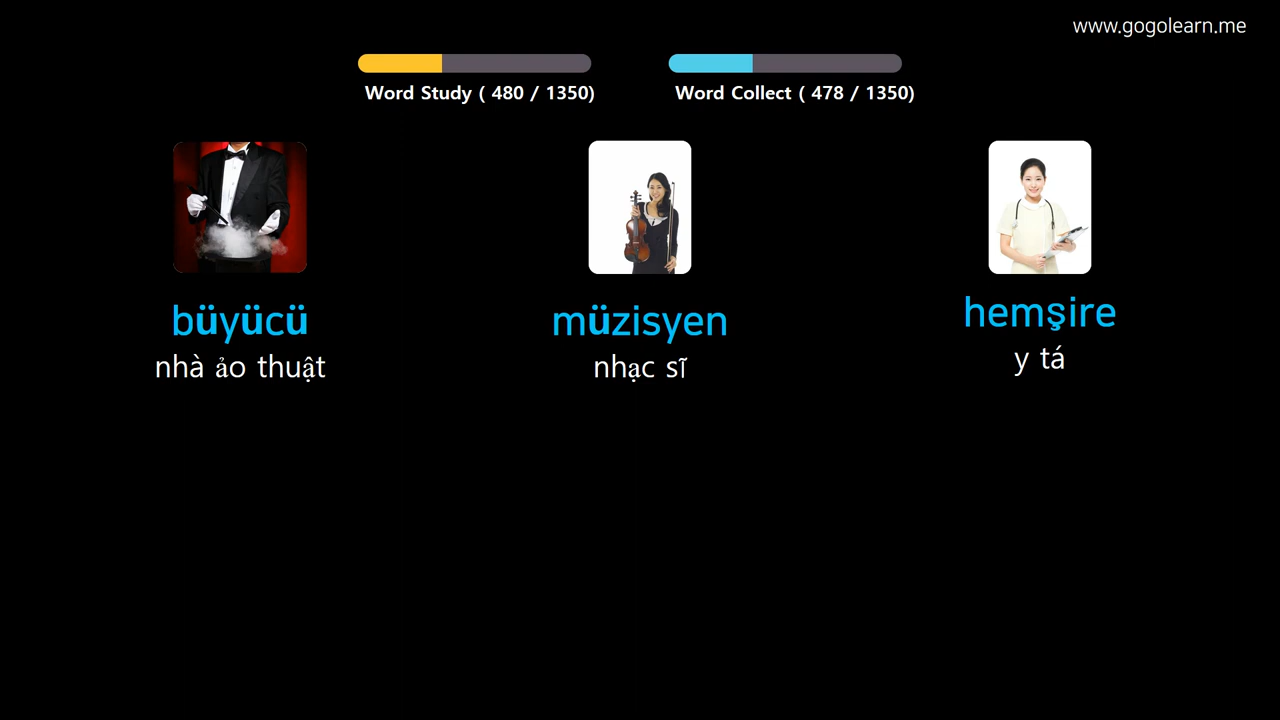 www.gogolearn.me
Word Study ( 480 / 1350)
Word Collect ( 478 / 1350)
büyücü
nhà ảo thuật
müzisyen
nhạc sĩ
hemşire
y tá